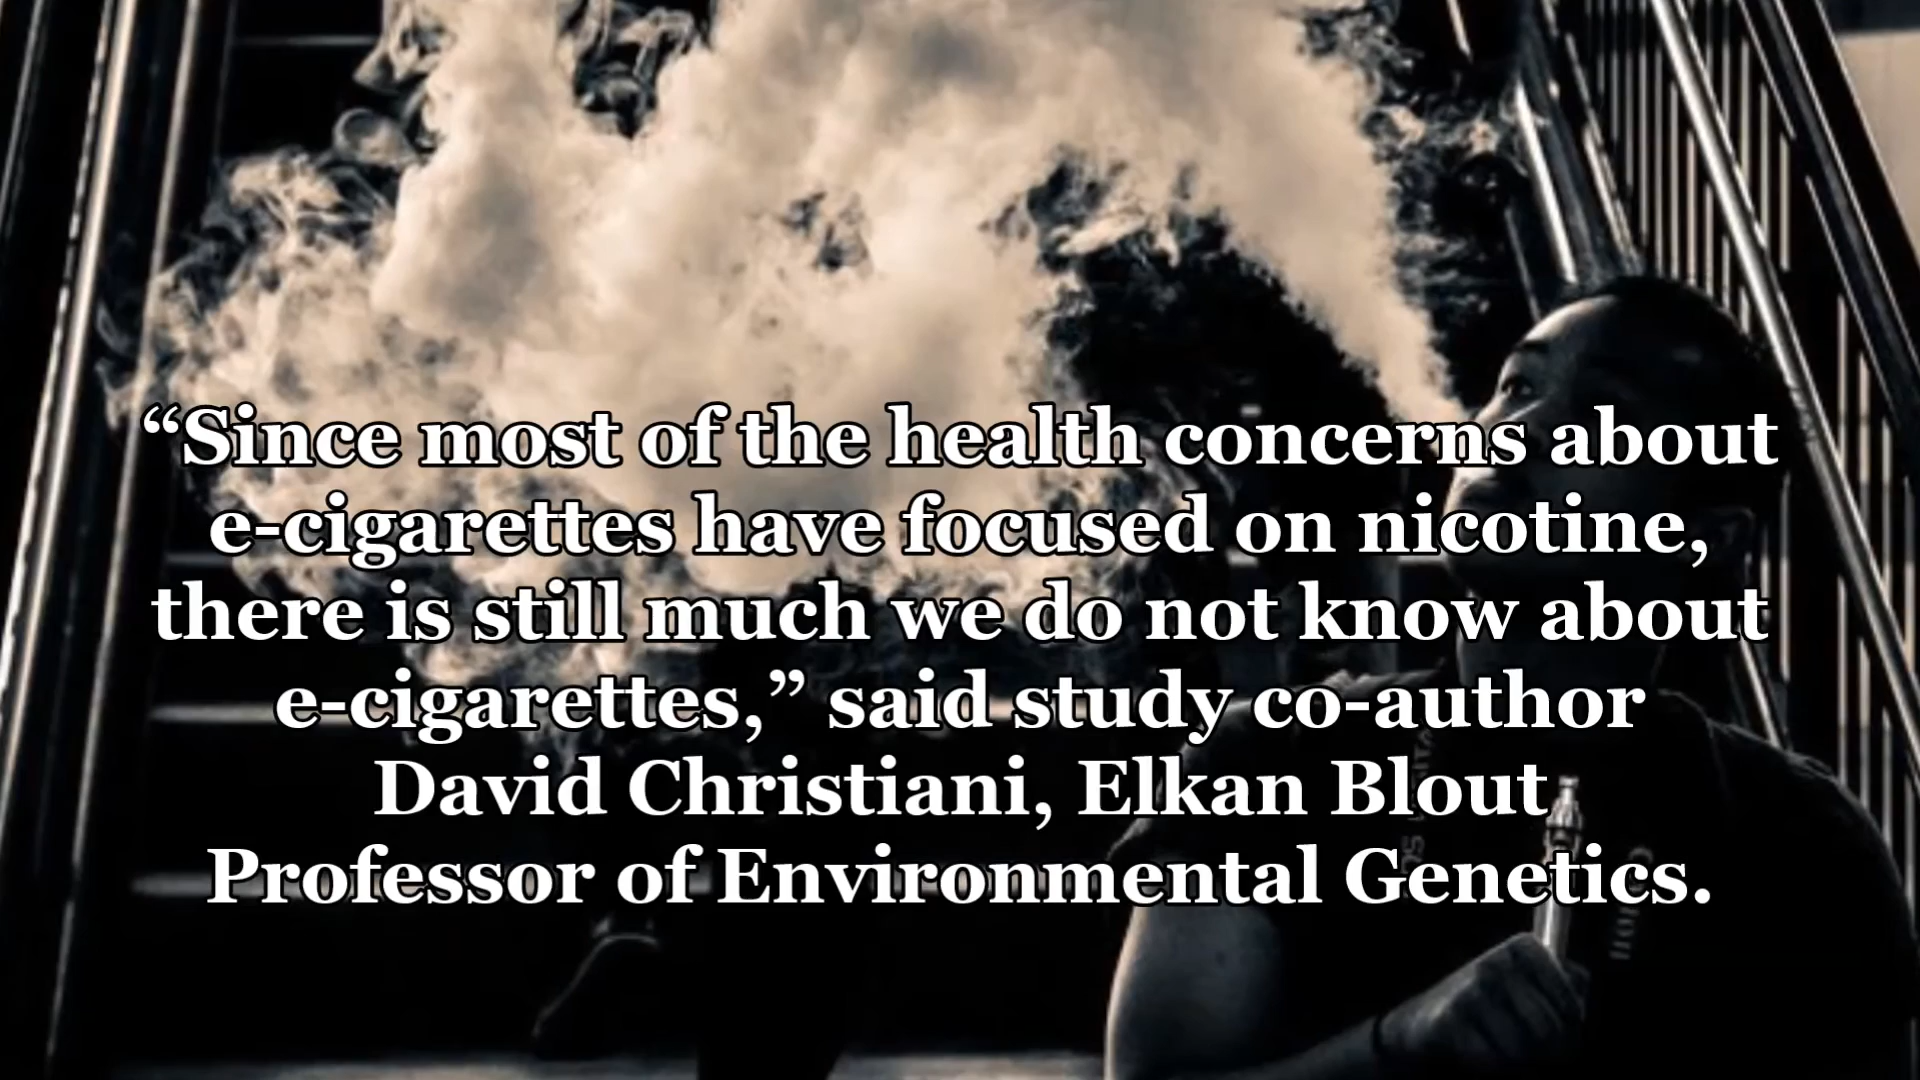 “Since most of the health concerns about
e-cigarettes have focused on nicotine,
there is still much we do not know about
e-cigarettes,” said study co-author
David Christiani, Elkan Blout
Professor of Environmental Genetics.